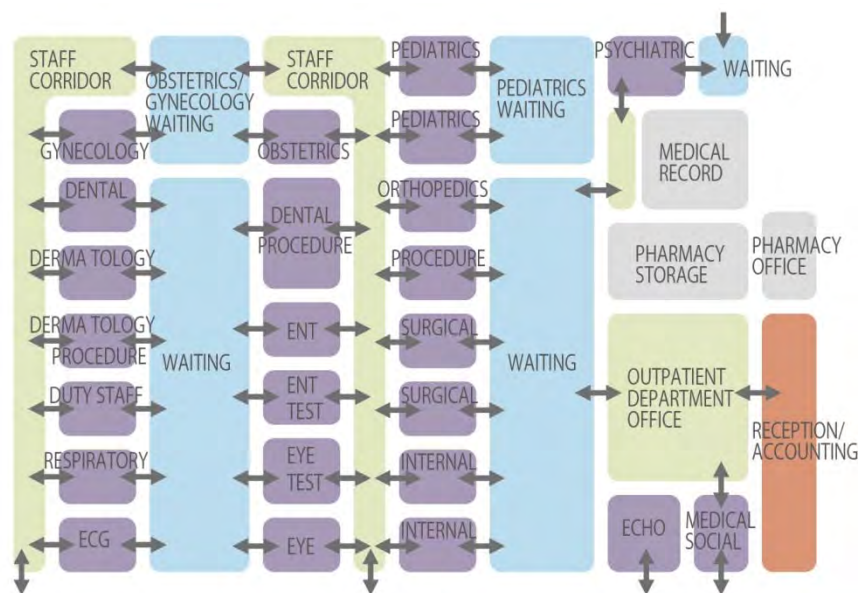 STAFF
CORRIDOR
OBSTETRICS/
GYNECOLOGY
WAITING
STAFF
CORRIDOR
PEDIATRICS
PEDIATRICS
WAITING
PSYCHIATRIC
WAITING
GYNECOLOGY
OBSTETRICS
PEDIATRICS
MEDICAL
RECORD
DENTAL
DENTAL
PROCEDURE
ORTHOPEDICS
DERMA TOLOGY
PROCEDURE
PHARMACY
STORAGE
PHARMACY
OFFICE
DERMA TOLOGY
PROCEDURE
WAITING
ENT
SURGICAL
WAITING
DUTY STAFF
ENT
TEST
SURGICAL
OUTPATIENT
DEPARTMENT
OFFICE
RECEPTION/
ACCOUNTING
RESPIRATORY
EYE
TEST
INTERNAL
ECG
EYE
INTERNAL
ECHO
MEDICAL
SOCIAL